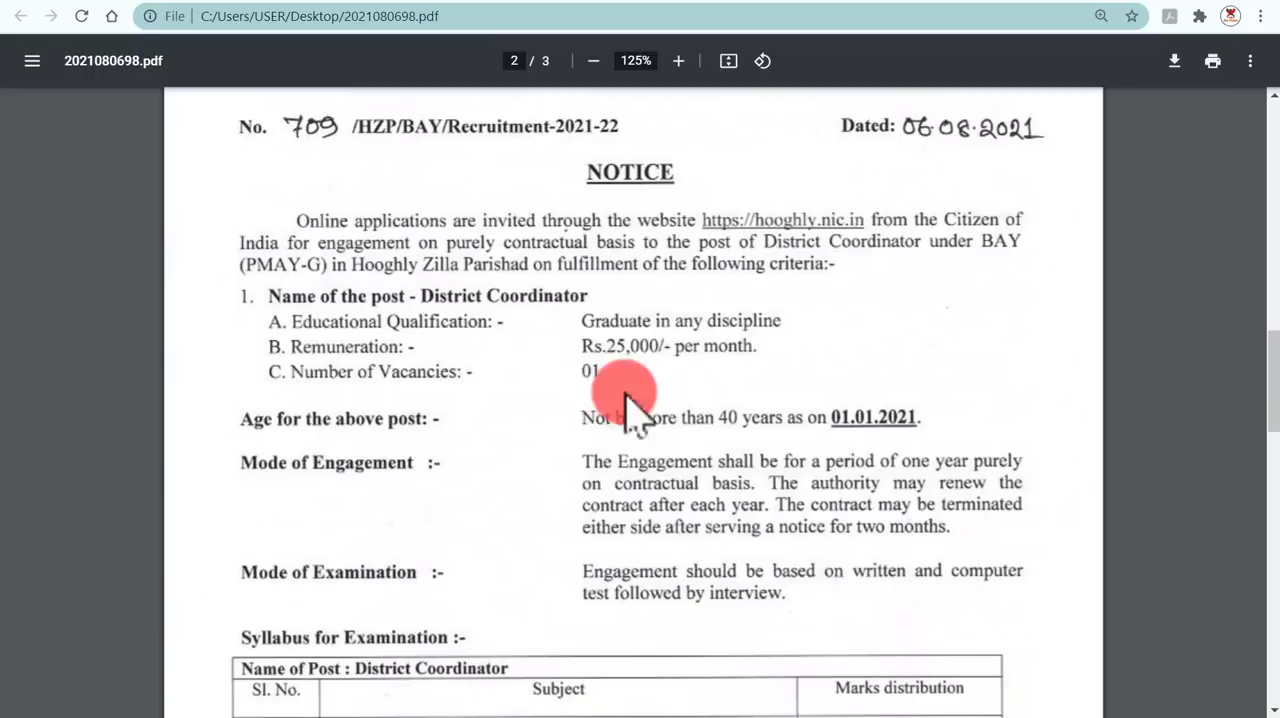 File C:/Users/USER/Desktop/2021080698.pdf
2021080698.pdf 2 / 3 125%
No. 709 /HZP/BAY/Recruitment-2021-22 Dated: 06.08.2021
NOTICE
Online applications are invited through the website https://hooghly.nic.in from the Citizen of
India for engagement on purely contractual basis to the post of District Coordinator under BAY
(PMAY-G) in Hooghly Zilla Parishad on fulfillment of the following criteria:-
1. Name of the post - District Coordinator
A. Educational Qualification: - Graduate in any discipline
B. Remuneration: - Rs.25,000/- per month.
C. Number of Vacancies: - 01
Age for the above post: - Not more than 40 years as on 01.01.2021.
Mode of Engagement :- The Engagement shall be for a period of one year purely
on contractual basis. The authority may renew the
contract after each year. The contract may be terminated
either side after serving a notice for two months.
Mode of Examination :- Engagement should be based on written and computer
test followed by interview.
Syllabus for Examination :-
Name of Post : District Coordinator
Sl. No. Subject Marks distribution